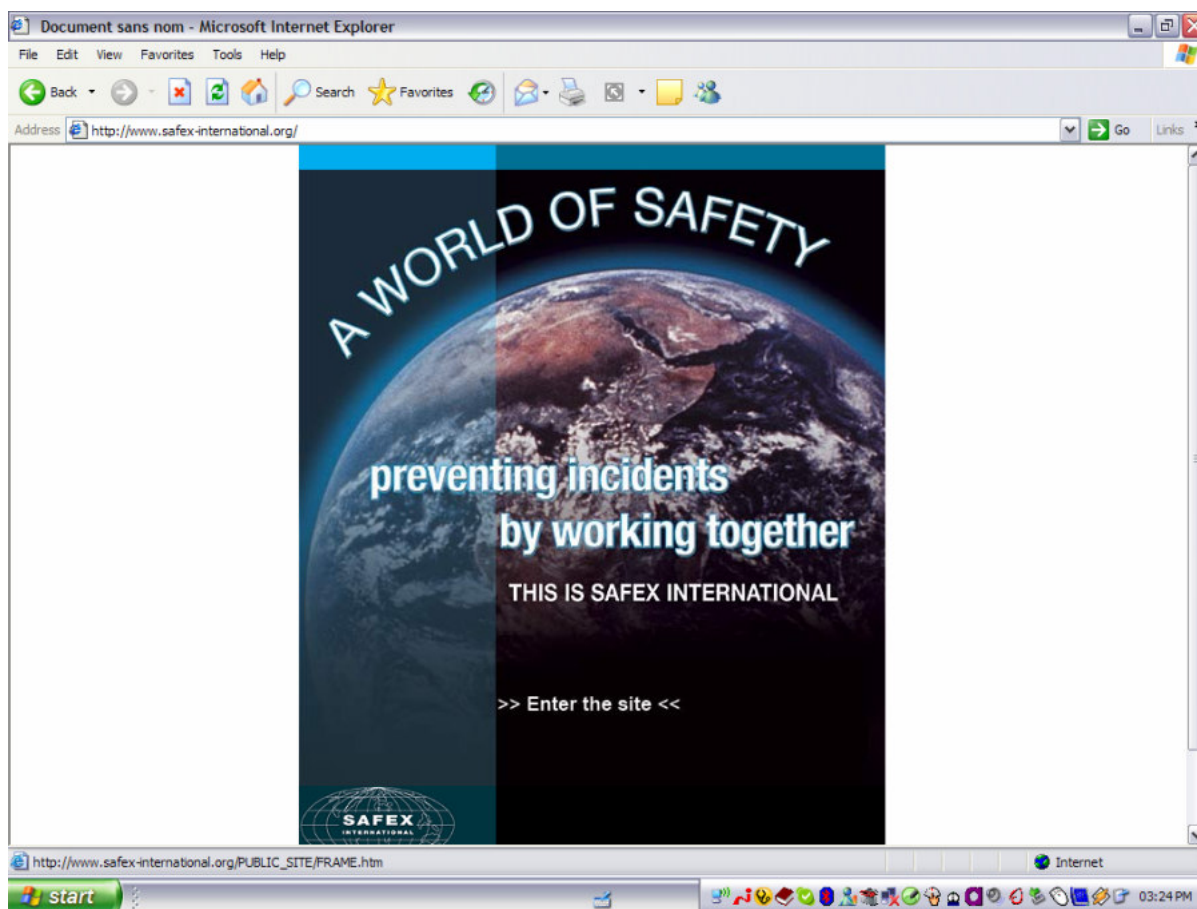 Document sans nom - Microsoft Internet Explorer
File Edit View Favorites Tools Help
Back Search Favorites
Address http://www.safex-international.org/ Go Links
A WORLD OF SAFETY
preventing incidents
by working together
THIS IS SAFEX INTERNATIONAL
>> Enter the site <<
SAFEX
INTERNATIONAL
http://www.safex-international.org/PUBLIC_SITE/FRAME.htm Internet
start 03:24 PM